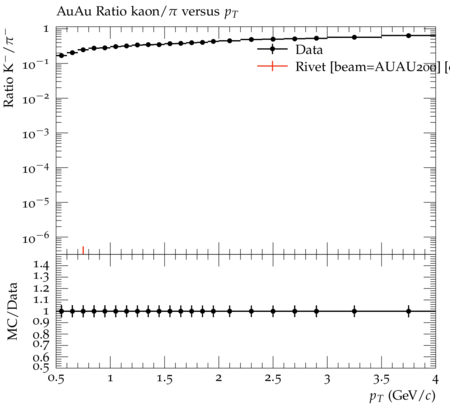 AuAu Ratio kaon/π versus p_T
Ratio K⁻/π⁻
1
10⁻¹
10⁻²
10⁻³
10⁻⁴
10⁻⁵
10⁻⁶
Data
Rivet [beam=AUAU200] [
MC/Data
1.4
1.3
1.2
1.1
1
0.9
0.8
0.7
0.6
0.5
0.5 1 1.5 2 2.5 3 3.5 4
p_T (GeV/c)